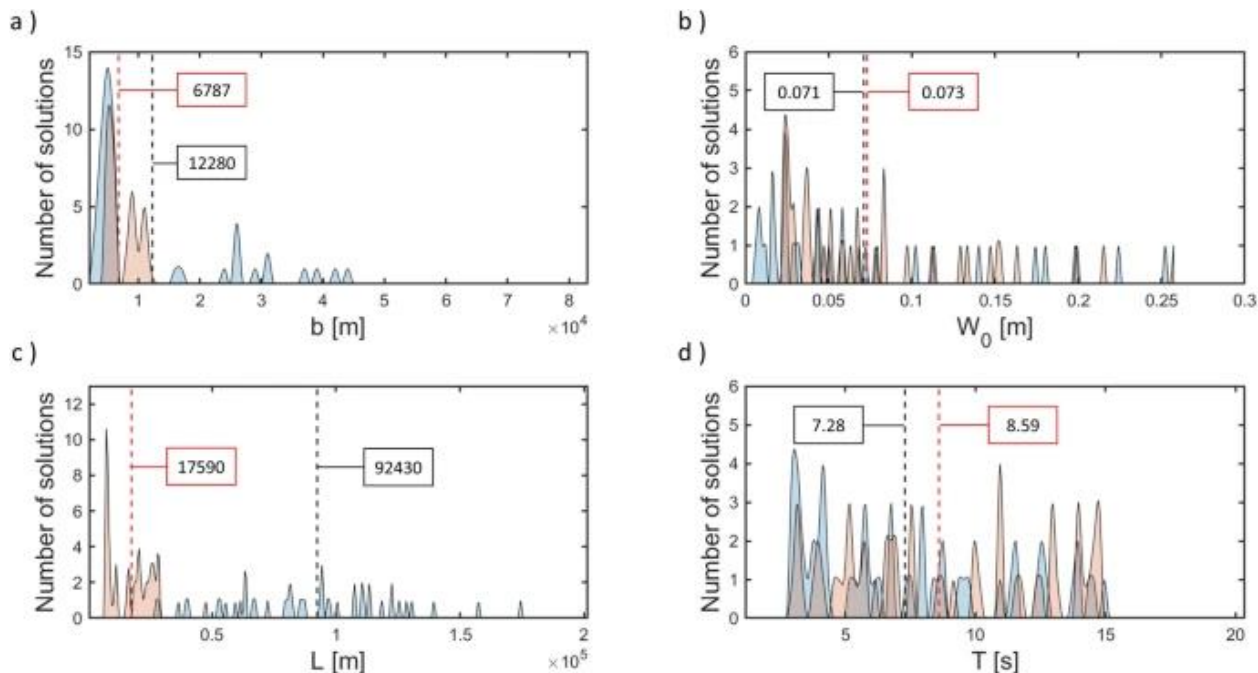 a )
15
10
5
0
Number of solutions
6787
12280
1 2 3 4 5 6 7 8
b [m]
×10^4
b )
6
5
4
3
2
1
0
Number of solutions
0.071
0.073
0 0.05 0.1 0.15 0.2 0.25 0.3
W_0 [m]
c )
12
10
8
6
4
2
0
Number of solutions
17590
92430
0.5 1 1.5 2
L [m]
×10^5
d )
6
5
4
3
2
1
0
Number of solutions
7.28
8.59
5 10 15 20
T [s]